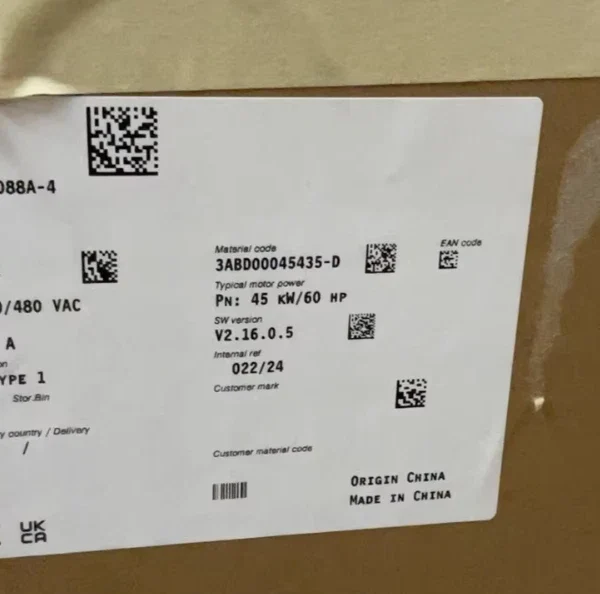 088A-4
Material code
EAN code
3ABD00045435-D
Typical motor power
0/480 VAC
PN: 45 KW/60 HP
SW version
A
V2.16.0.5
on
Internal ref
YPE 1
022/24
Stor.Bin
Customer mark
y country / Delivery
/
Customer material code
ORIGIN CHINA
MADE IN CHINA
UK
CA